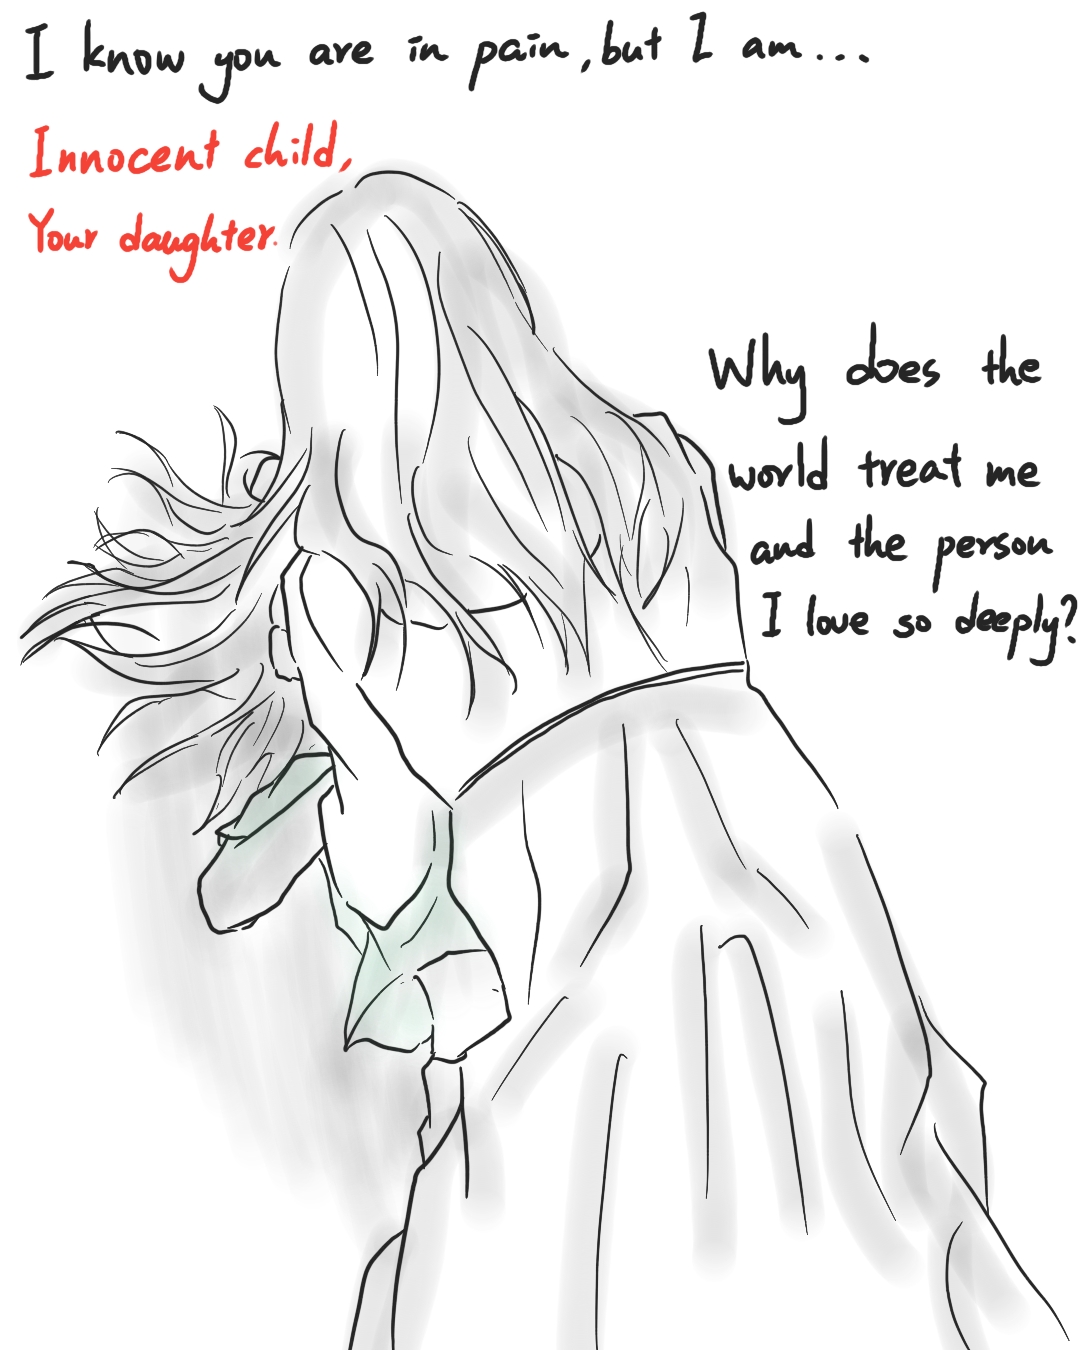 I know you are in pain, but I am...
Innocent child,
Your daughter.
Why does the
world treat me
and the person
I love so deeply?